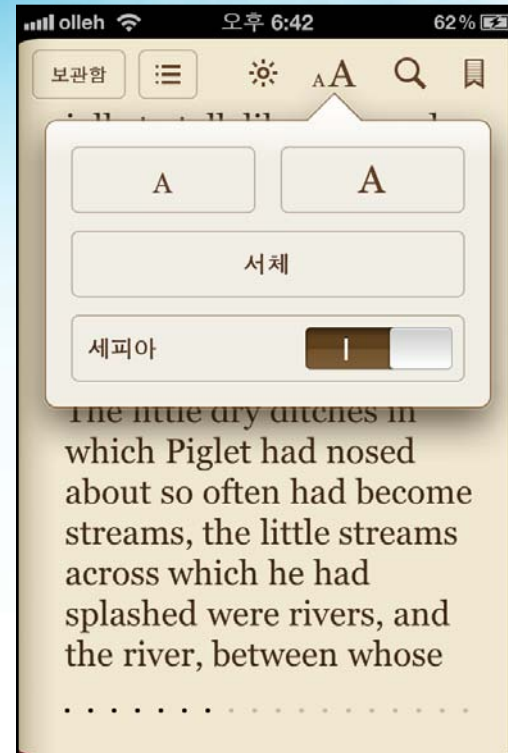 olleh 오후 6:42 62%
보관함 AA
A A
서체
세피아
The little dry ditches in
which Piglet had nosed
about so often had become
streams, the little streams
across which he had
splashed were rivers, and
the river, between whose